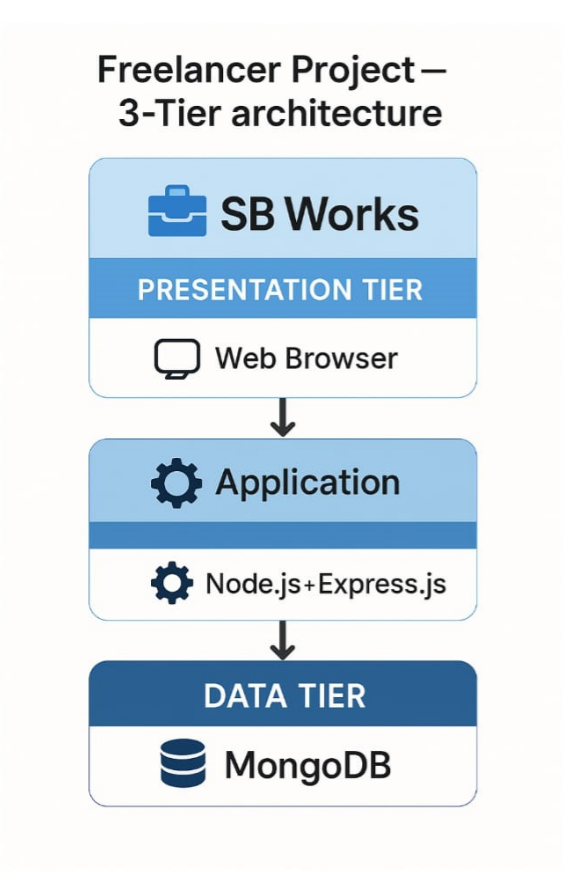 Freelancer Project–
3-Tier architecture
SB Works
PRESENTATION TIER
Web Browser
Application
Node.js+Express.js
DATA TIER
MongoDB